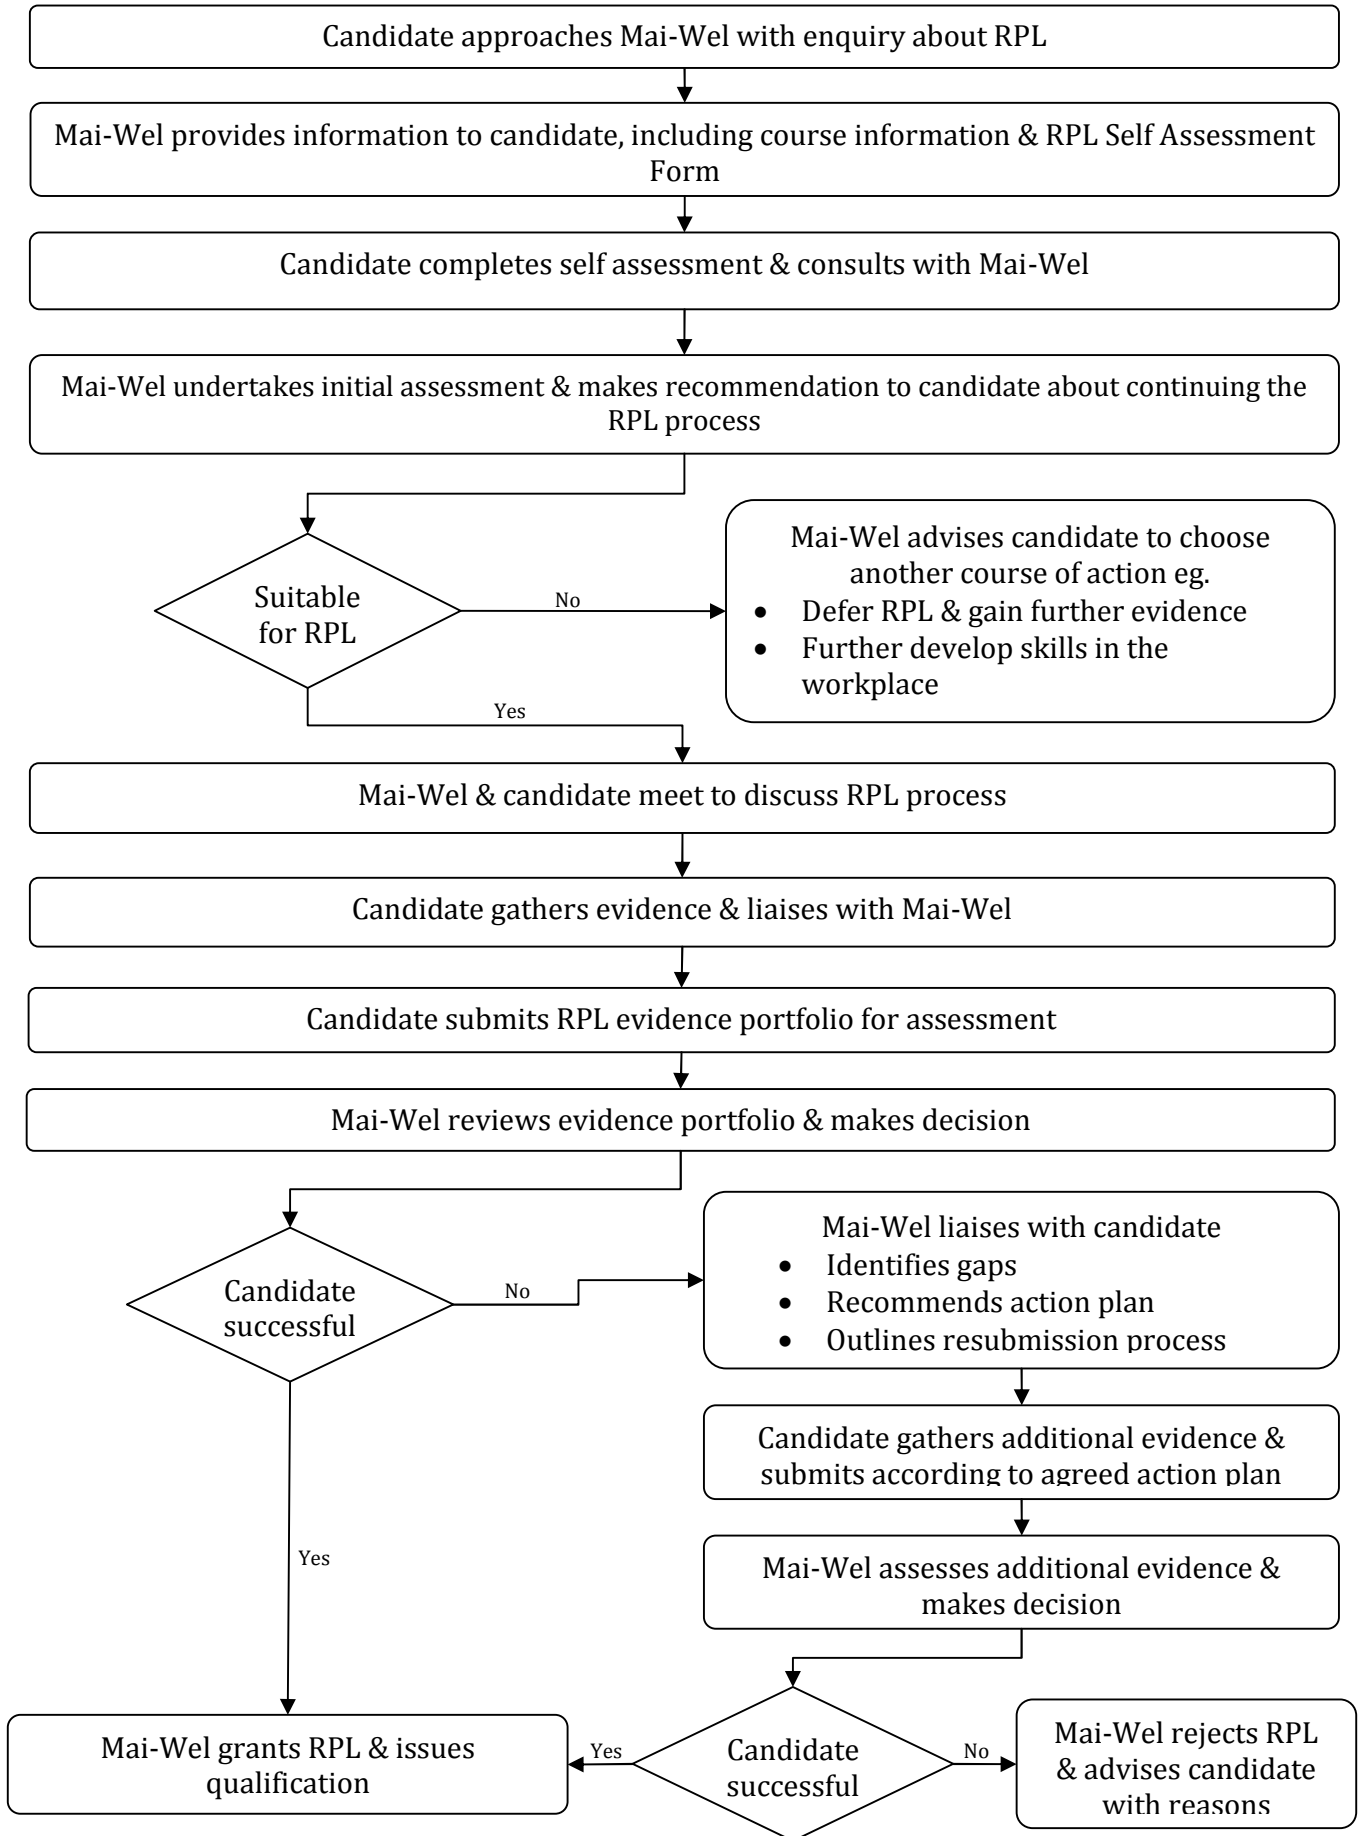 Candidate approaches Mai-Wel with enquiry about RPL
Mai-Wel provides information to candidate, including course information & RPL Self Assessment
Form
Candidate completes self assessment & consults with Mai-Wel
Mai-Wel undertakes initial assessment & makes recommendation to candidate about continuing the
RPL process
Suitable
for RPL
No
Mai-Wel advises candidate to choose
another course of action eg.
• Defer RPL & gain further evidence
• Further develop skills in the
workplace
Yes
Mai-Wel & candidate meet to discuss RPL process
Candidate gathers evidence & liaises with Mai-Wel
Candidate submits RPL evidence portfolio for assessment
Mai-Wel reviews evidence portfolio & makes decision
Candidate
successful
No
Mai-Wel liaises with candidate
• Identifies gaps
• Recommends action plan
• Outlines resubmission process
Candidate gathers additional evidence &
submits according to agreed action plan
Yes
Mai-Wel assesses additional evidence &
makes decision
Mai-Wel grants RPL & issues
qualification
Yes
Candidate
successful
No
Mai-Wel rejects RPL
& advises candidate
with reasons